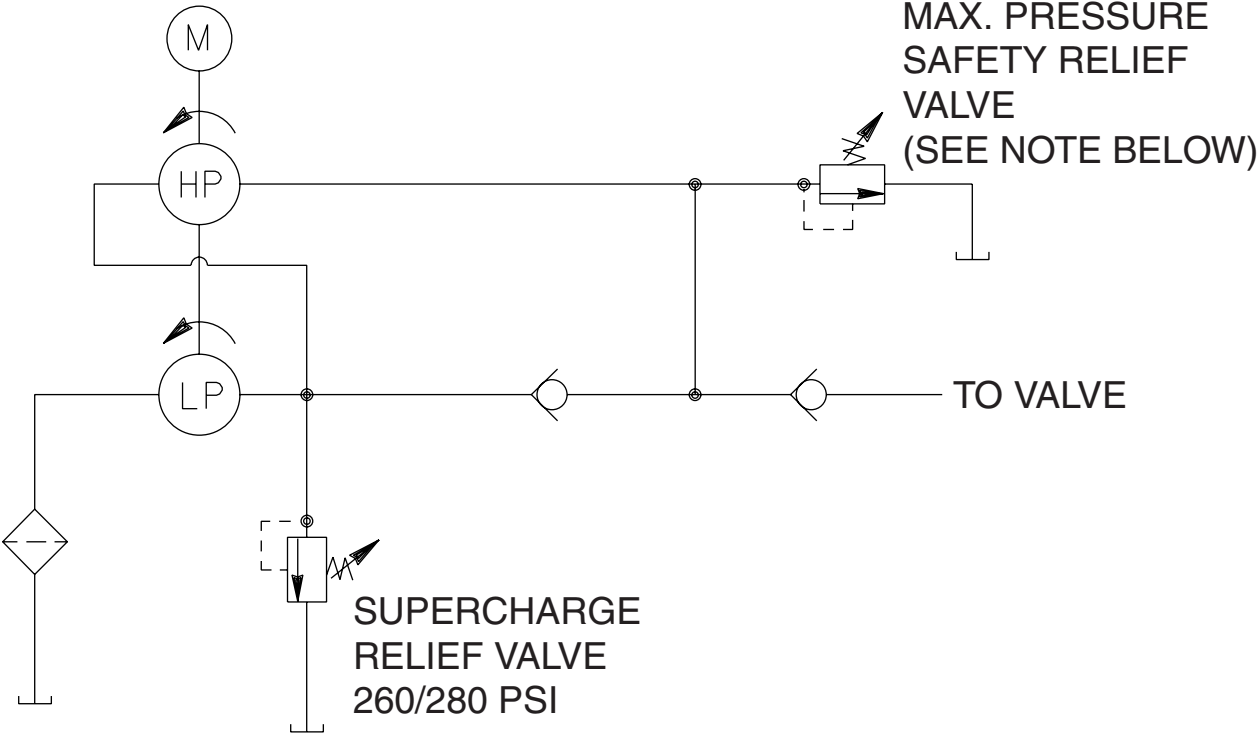 M
MAX. PRESSURE
SAFETY RELIEF
VALVE
(SEE NOTE BELOW)
HP
LP
TO VALVE
SUPERCHARGE
RELIEF VALVE
260/280 PSI